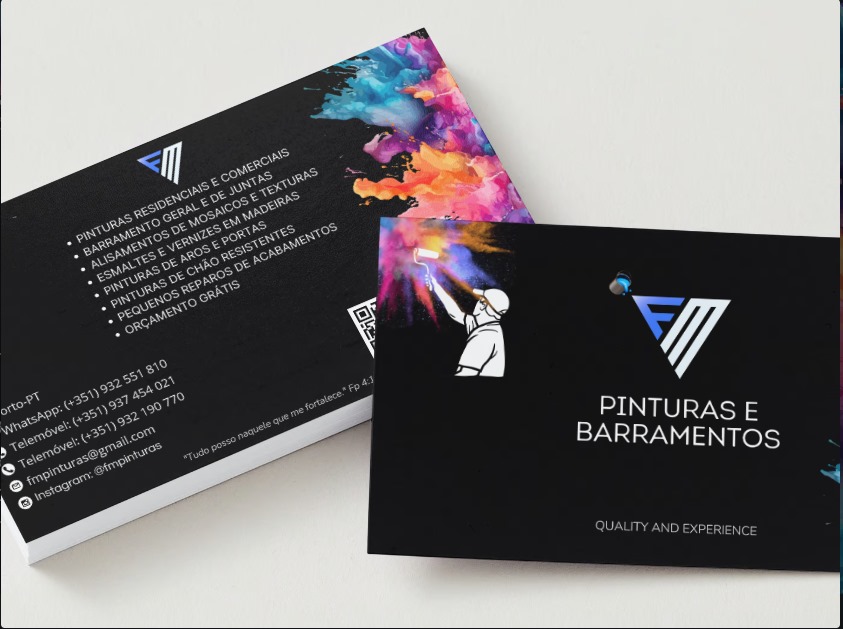 FM
PINTURAS RESIDENCIAIS E COMERCIAIS
BARRAMENTO GERAL E DE JUNTAS
ALISAMENTOS DE MOSAICOS E TEXTURAS
ESMALTES E VERNIZES EM MADEIRAS
PINTURAS DE AROS E PORTAS
PINTURAS DE CHÃO RESISTENTES
PEQUENOS REPAROS DE ACABAMENTOS
ORÇAMENTO GRÁTIS
orto-PT
WhatsApp: (+351) 932 551 810
Telemóvel: (+351) 937 454 021
Telemóvel: (+351) 932 190 770
fmpinturas@gmail.com
Instagram: @fmpinturas
"Tudo posso naquele que me fortalece." Fp 4:1
FM
PINTURAS E
BARRAMENTOS
QUALITY AND EXPERIENCE